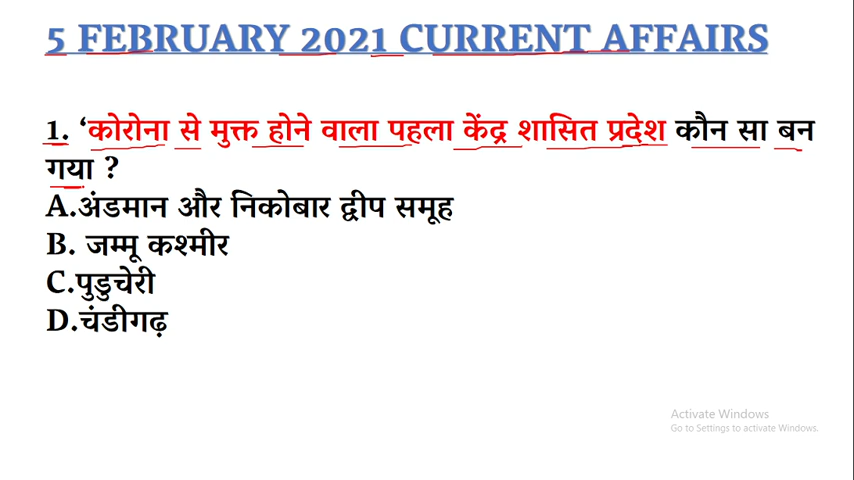 5 FEBRUARY 2021 CURRENT AFFAIRS
1. ‘कोरोना से मुक्त होने वाला पहला केंद्र शासित प्रदेश कौन सा बन
गया ?
A.अंडमान और निकोबार द्वीप समूह
B. जम्मू कश्मीर
C.पुडुचेरी
D.चंडीगढ़
Activate Windows
Go to Settings to activate Windows.